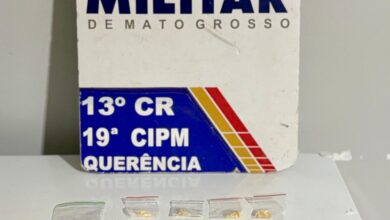 MILITAR
DE MATO GROSSO
13º CR
19ª CIPM
QUERÊNCIA